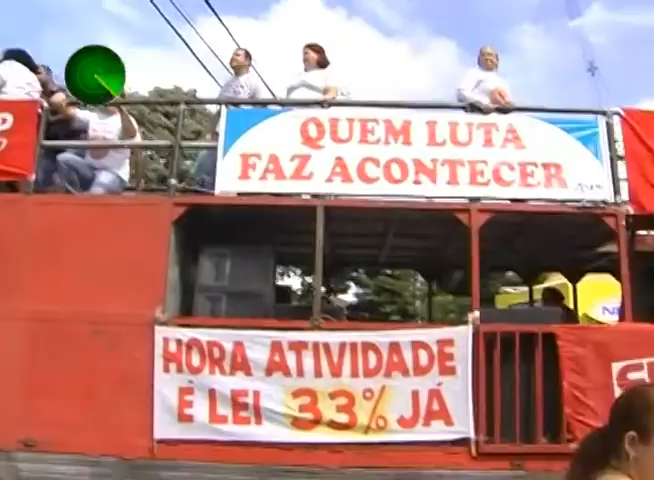 QUEM LUTA
FAZ ACONTECER
HORA ATIVIDADE
É LEI 33% JÁ